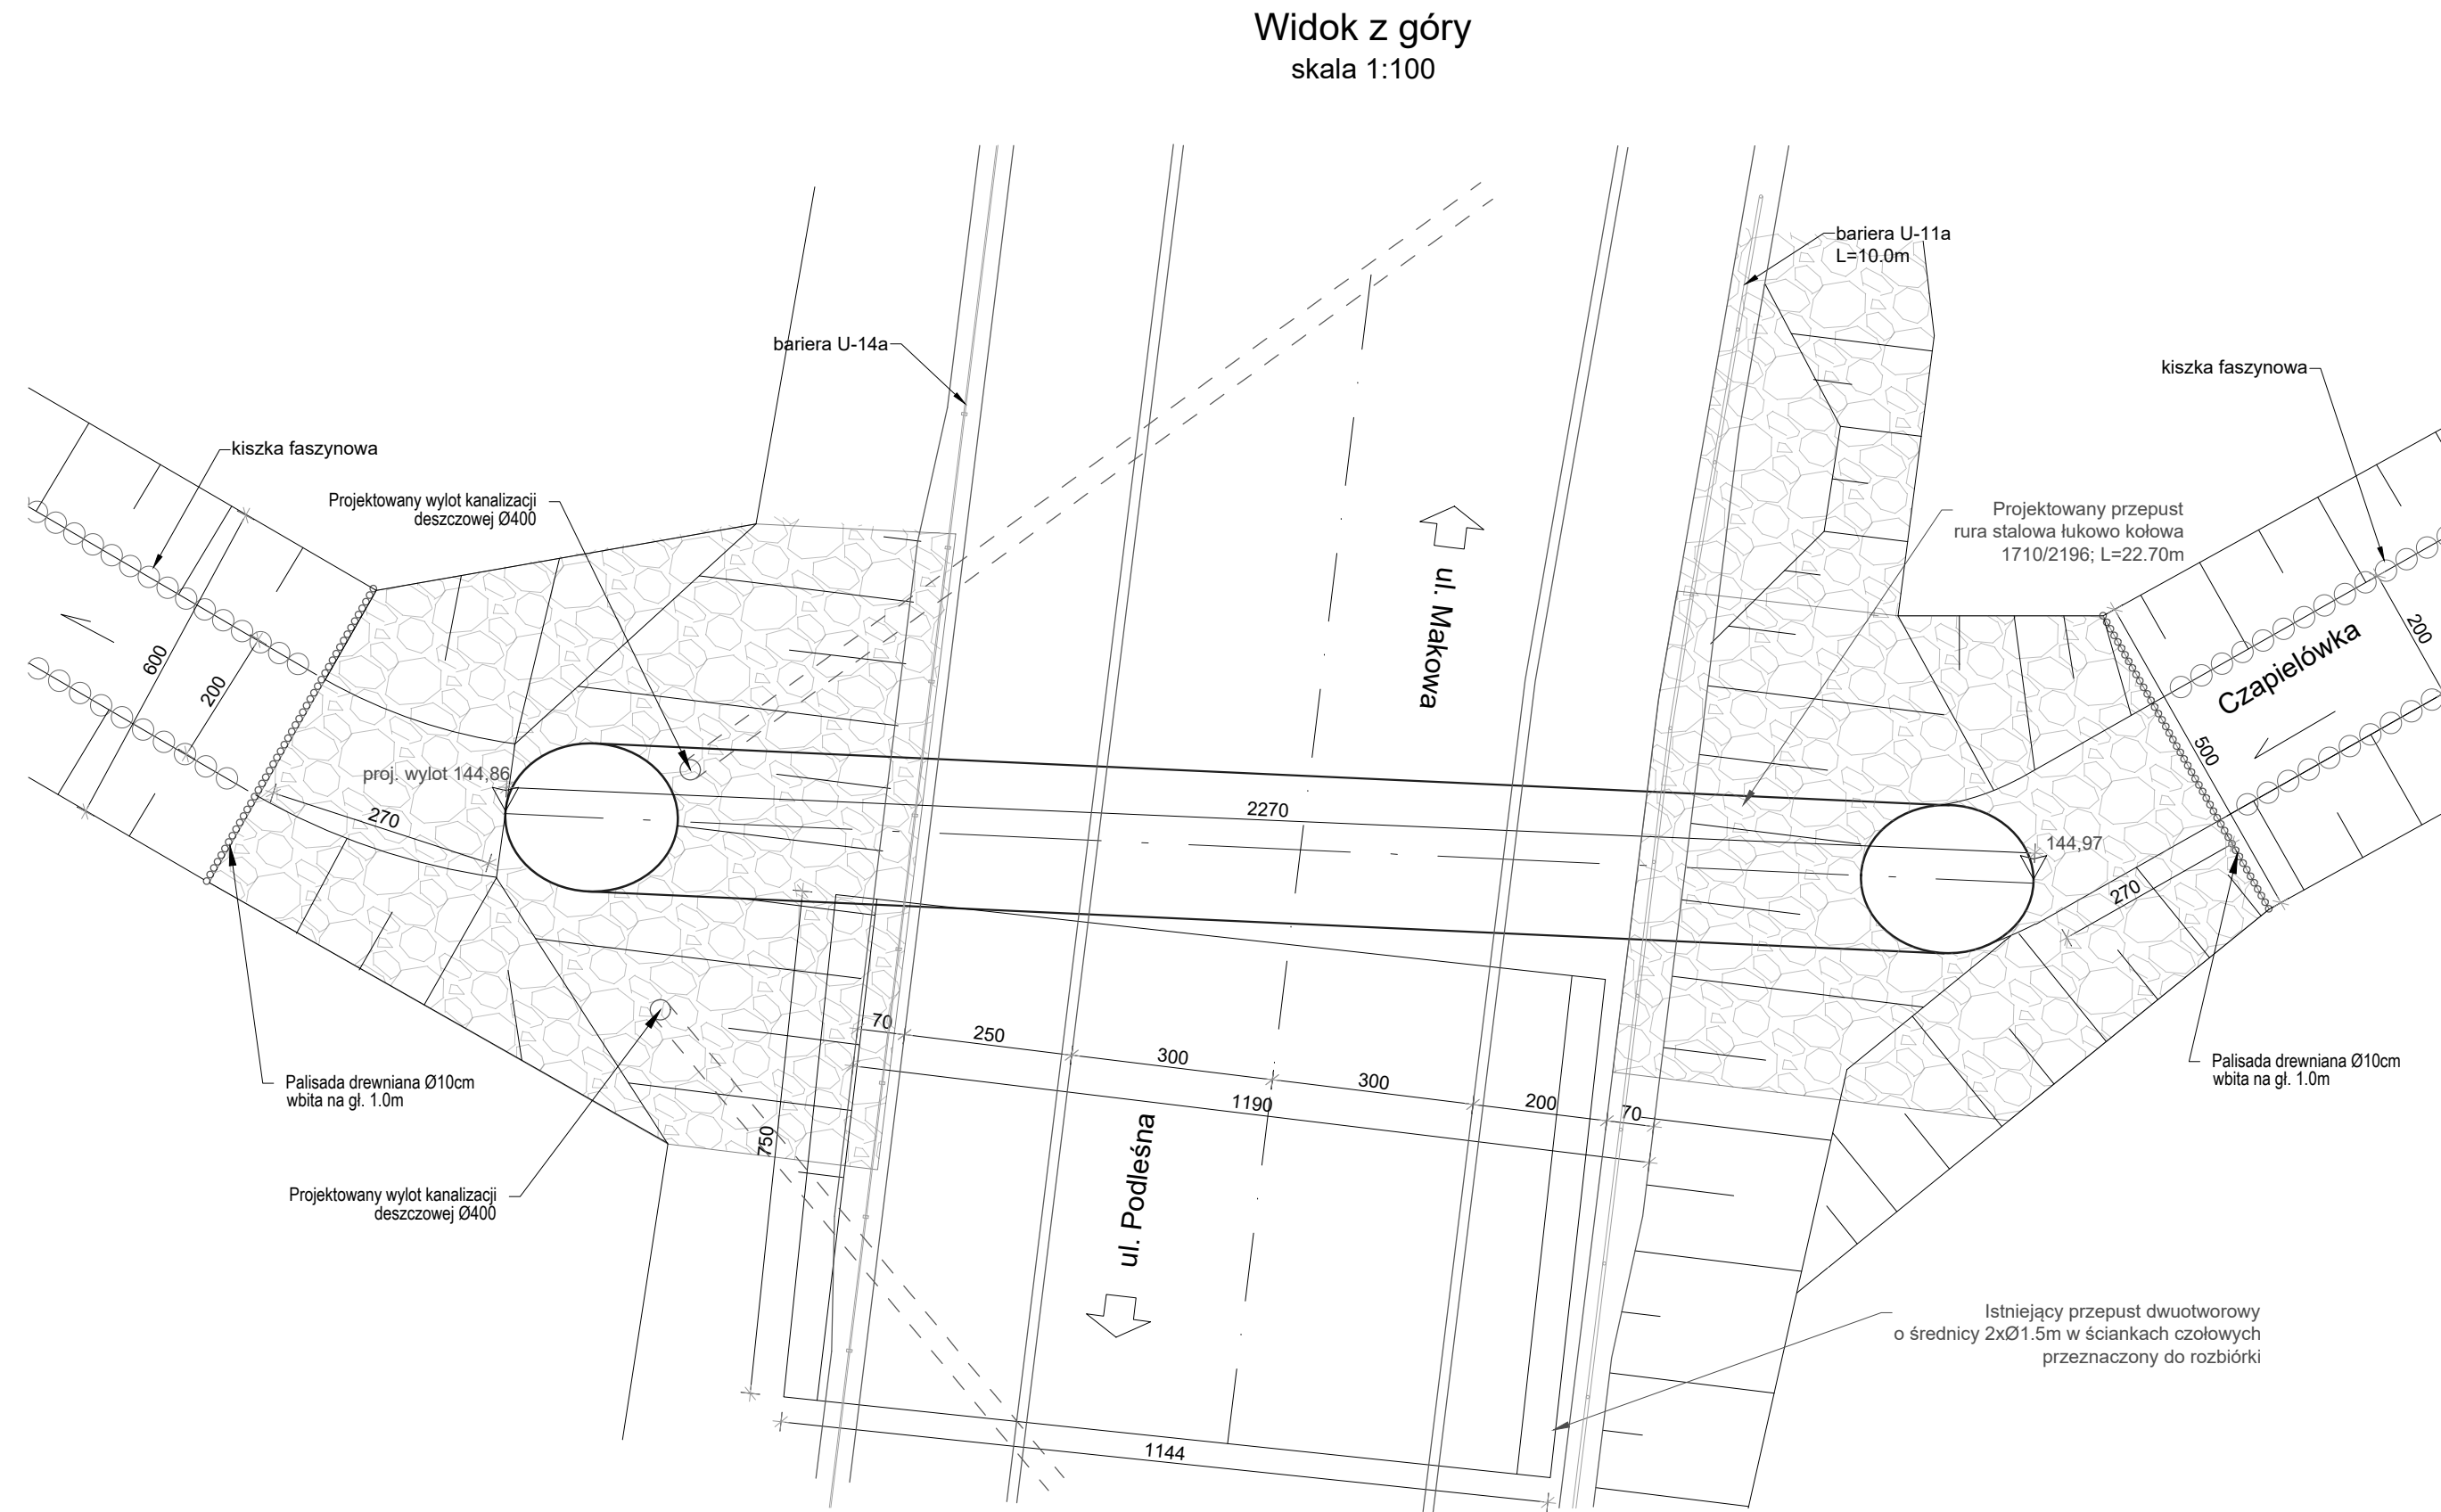 Widok z góry
skala 1:100
bariera U-11a
L=10.0m
bariera U-14a
kiszka faszynowa
kiszka faszynowa
Projektowany wylot kanalizacji
deszczowej Ø400
Projektowany przepust
rura stalowa łukowo kołowa
1710/2196; L=22.70m
ul. Makowa
600
200
200
Czapielówka
500
proj. wylot 144,86
270
2270
144,97
270
70
250
300
300
200
70
1190
750
Palisada drewniana Ø10cm
wbita na gł. 1.0m
Palisada drewniana Ø10cm
wbita na gł. 1.0m
ul. Podleśna
Projektowany wylot kanalizacji
deszczowej Ø400
Istniejący przepust dwuotworowy
o średnicy 2xØ1.5m w ściankach czołowych
przeznaczony do rozbiórki
1144